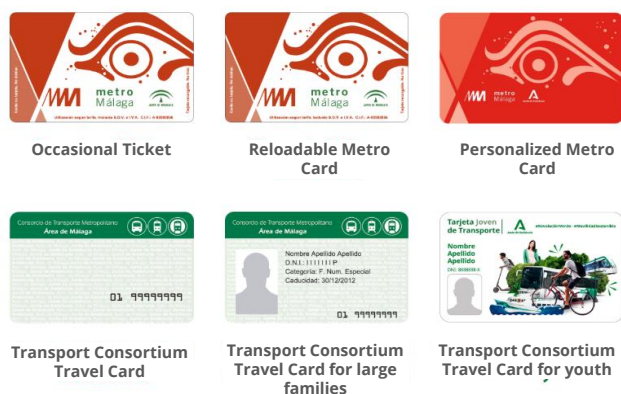 metro
Málaga
metro
Málaga
metro
Málaga
Occasional Ticket
Reloadable Metro
Card
Personalized Metro
Card
Consorcio de Transporte Metropolitano
Área de Málaga
01 99999999
Consorcio de Transporte Metropolitano
Área de Málaga
Nombre Apellido Apellido
D.N.I.: I I I I I I I P
Categoría: F. Num. Especial
Caducidad: 30/12/2012
01 99999999
Tarjeta Joven
de Transporte
Nombre
Apellido
Apellido
Transport Consortium
Travel Card
Transport Consortium
Travel Card for large
families
Transport Consortium
Travel Card for youth